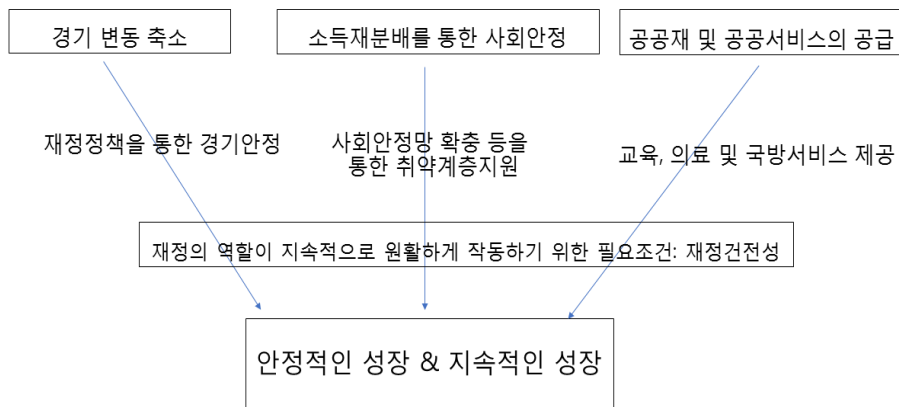 경기 변동 축소
소득재분배를 통한 사회안정
공공재 및 공공서비스의 공급
재정정책을 통한 경기안정
사회안정망 확충 등을
통한 취약계층지원
교육, 의료 및 국방서비스 제공
재정의 역할이 지속적으로 원활하게 작동하기 위한 필요조건: 재정건전성
안정적인 성장 & 지속적인 성장